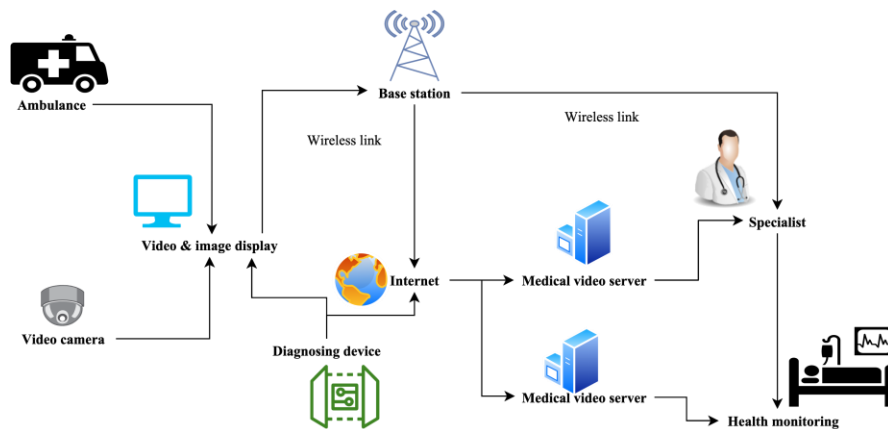 Ambulance
Base station
Wireless link
Wireless link
Video & image display
Specialist
Internet
Medical video server
Video camera
Diagnosing device
Medical video server
Health monitoring